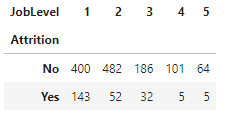 JobLevel 1 2 3 4 5
Attrition
No 400 482 186 101 64
Yes 143 52 32 5 5